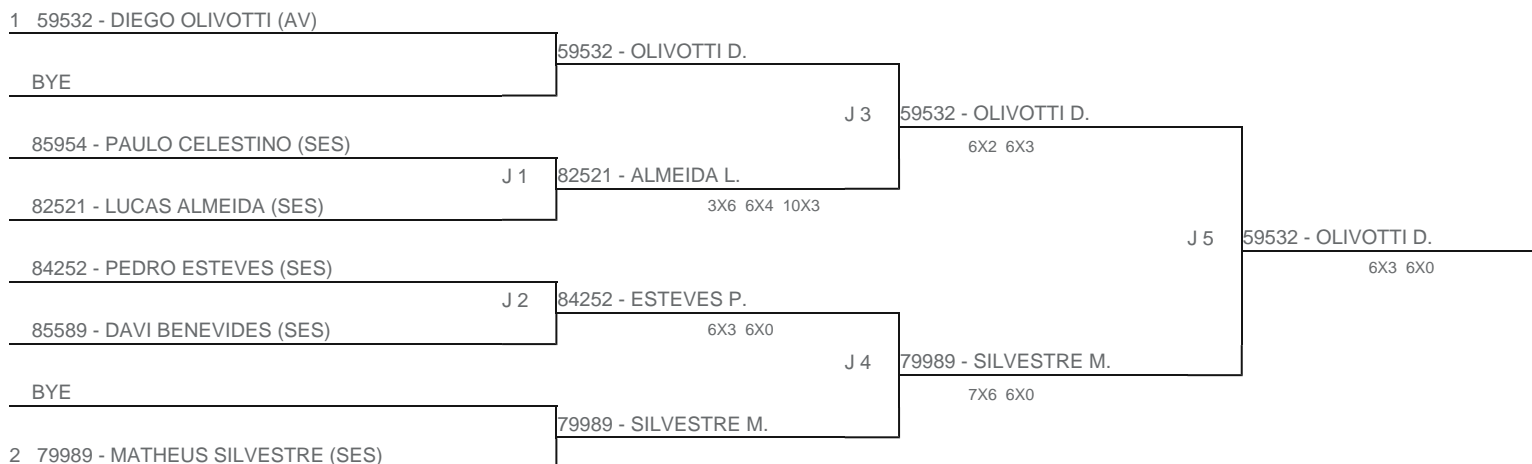 1 59532 - DIEGO OLIVOTTI (AV)
59532 - OLIVOTTI D.
BYE
J 3 59532 - OLIVOTTI D.
85954 - PAULO CELESTINO (SES)
6X2 6X3
J 1 82521 - ALMEIDA L.
82521 - LUCAS ALMEIDA (SES)
3X6 6X4 10X3
J 5 59532 - OLIVOTTI D.
84252 - PEDRO ESTEVES (SES)
6X3 6X0
J 2 84252 - ESTEVES P.
85589 - DAVI BENEVIDES (SES)
6X3 6X0
J 4 79989 - SILVESTRE M.
BYE
7X6 6X0
79989 - SILVESTRE M.
2 79989 - MATHEUS SILVESTRE (SES)